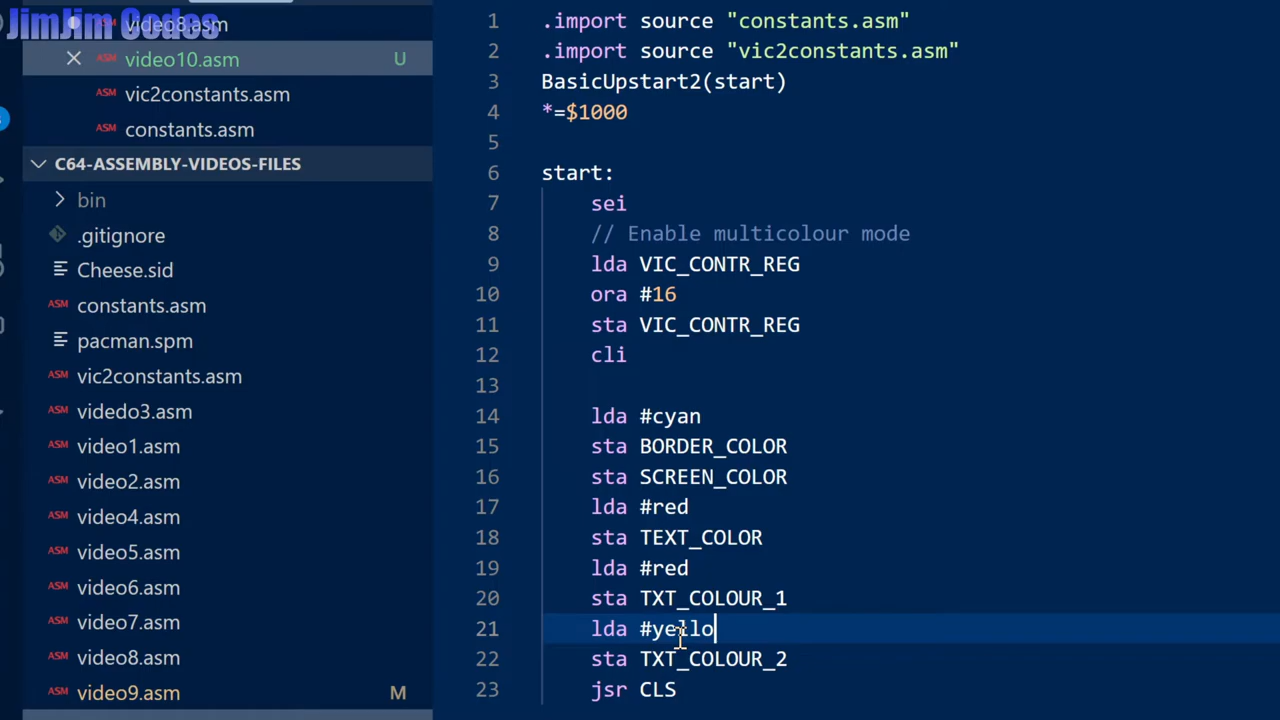 JimJim Codes
video8.asm
video10.asm U
vic2constants.asm
constants.asm
C64-ASSEMBLY-VIDEOS-FILES
bin
.gitignore
Cheese.sid
constants.asm
pacman.spm
vic2constants.asm
videdo3.asm
video1.asm
video2.asm
video4.asm
video5.asm
video6.asm
video7.asm
video8.asm
video9.asm M
1 .import source "constants.asm"
2 .import source "vic2constants.asm"
3 BasicUpstart2(start)
4 *=$1000
5
6 start:
7 sei
8 // Enable multicolour mode
9 lda VIC_CONTR_REG
10 ora #16
11 sta VIC_CONTR_REG
12 cli
13
14 lda #cyan
15 sta BORDER_COLOR
16 sta SCREEN_COLOR
17 lda #red
18 sta TEXT_COLOR
19 lda #red
20 sta TXT_COLOUR_1
21 lda #yello
22 sta TXT_COLOUR_2
23 jsr CLS